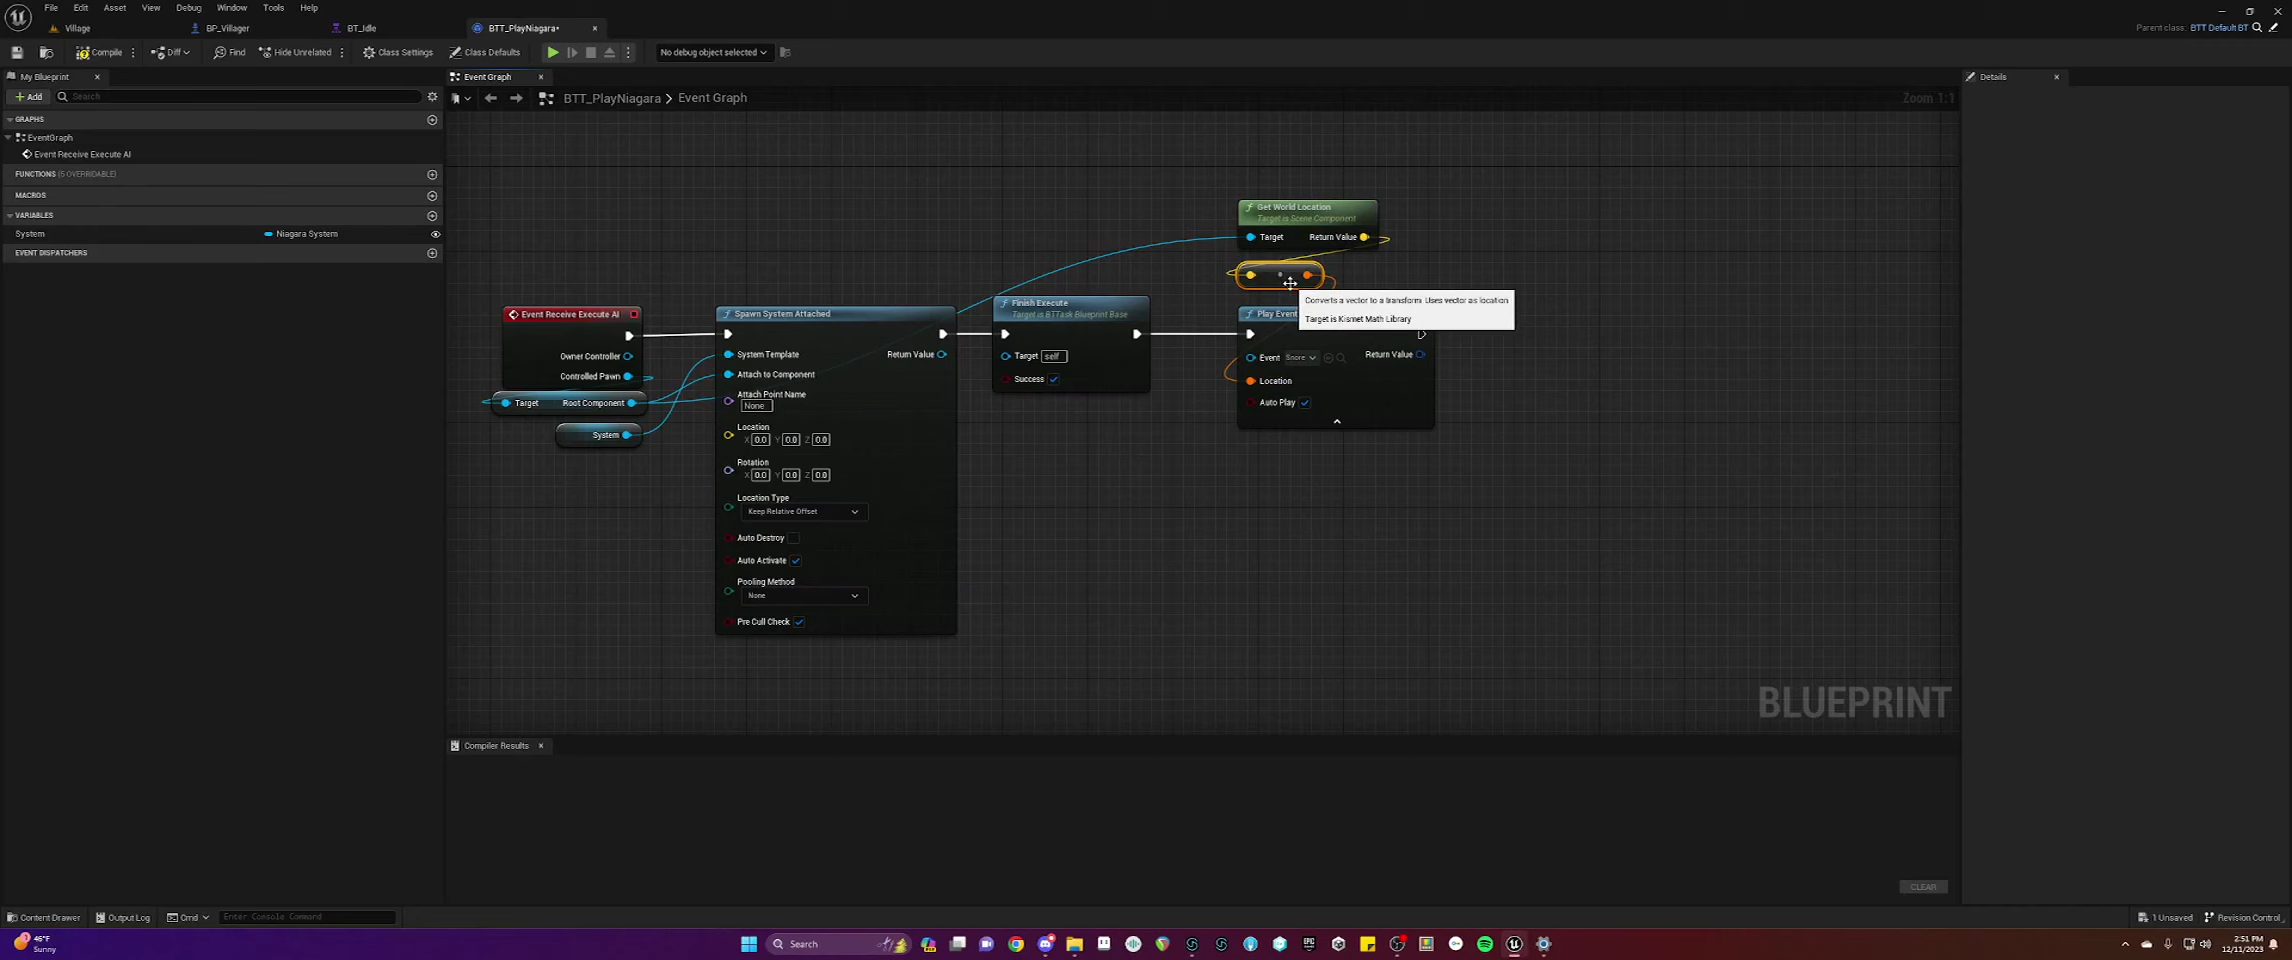 File Edit Asset View Debug Window Tools Help
Village BP_Villager BT_Idle BTT_PlayNiagara•
Parent class: BTT Default BT
Compile Diff Find Hide Unrelated Class Settings Class Defaults No debug object selected
My Blueprint Event Graph Details
Add Search
BTT_PlayNiagara > Event Graph Zoom 1:1
GRAPHS
EventGraph
Event Receive Execute AI
FUNCTIONS (5 OVERRIDABLE)
MACROS
VARIABLES
System Niagara System
EVENT DISPATCHERS
Get World Location
Target is Scene Component
Target Return Value
Converts a vector to a transform. Uses vector as location
Target is Kismet Math Library
Event Receive Execute AI
Owner Controller
Controlled Pawn
Target Root Component
System
Spawn System Attached
System Template Return Value
Attach to Component
Attach Point Name
None
Location
X 0.0 Y 0.0 Z 0.0
Rotation
X 0.0 Y 0.0 Z 0.0
Location Type
Keep Relative Offset
Auto Destroy
Auto Activate
Pooling Method
None
Pre Cull Check
Finish Execute
Target is BTTask Blueprint Base
Target self
Success
Play Event
Event Snore Return Value
Location
Auto Play
BLUEPRINT
Compiler Results
CLEAR
Content Drawer Output Log Cmd Enter Console Command 1 Unsaved Revision Control
46°F
Sunny
Search
2:51 PM
12/11/2023